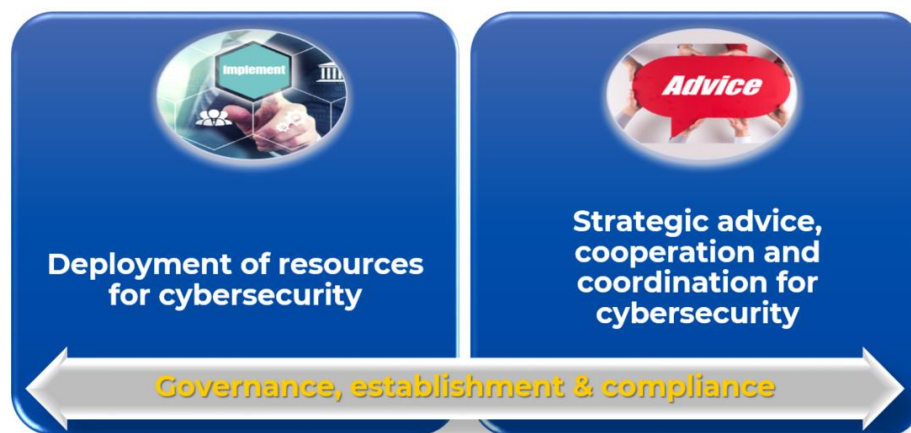 Implement
Advice
Deployment of resources
for cybersecurity
Strategic advice,
cooperation and
coordination for
cybersecurity
Governance, establishment & compliance